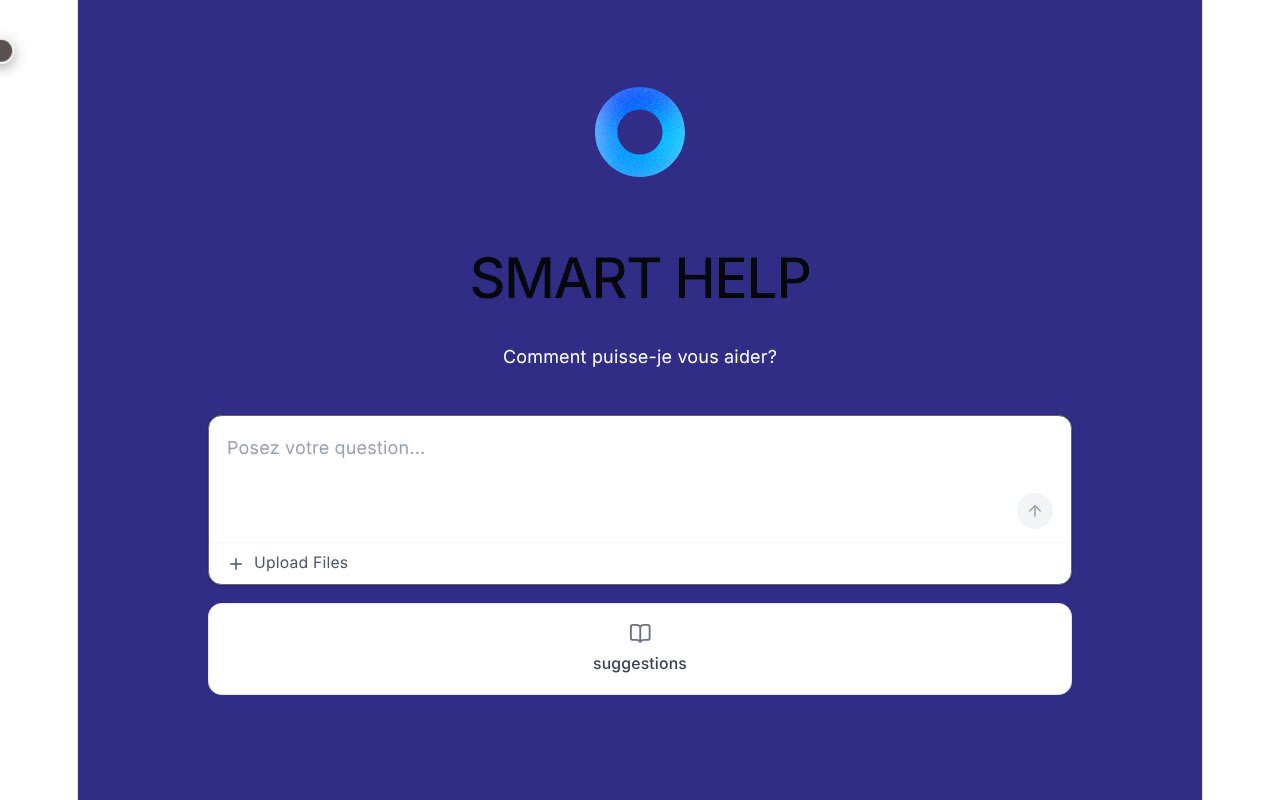 SMART HELP
Comment puisse-je vous aider?
Posez votre question...
Upload Files
suggestions